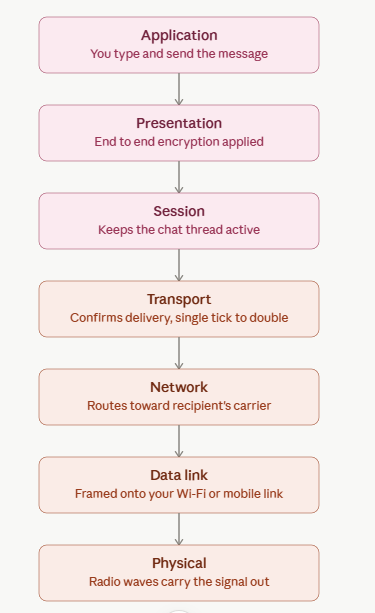 Application
You type and send the message
Presentation
End to end encryption applied
Session
Keeps the chat thread active
Transport
Confirms delivery, single tick to double
Network
Routes toward recipient's carrier
Data link
Framed onto your Wi-Fi or mobile link
Physical
Radio waves carry the signal out